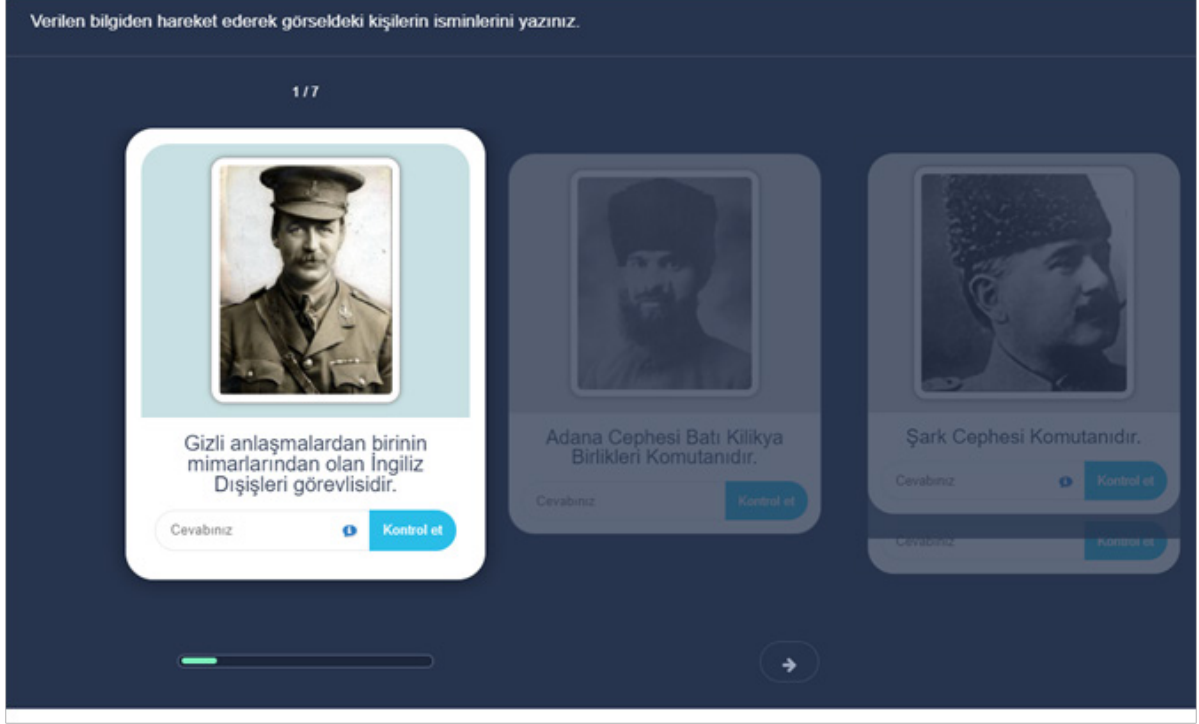 Verilen bilgiden hareket ederek görseldeki kişilerin isminlerini yazınız.
1 / 7
Gizli anlaşmalardan birinin
mimarlarından olan İngiliz
Dışişleri görevlisidir.
Cevabınız
Kontrol et
Adana Cephesi Batı Kilikya
Birlikleri Komutanıdır.
Cevabınız
Kontrol et
Şark Cephesi Komutanıdır.
Cevabınız
Kontrol et
Cevabınız
Kontrol et